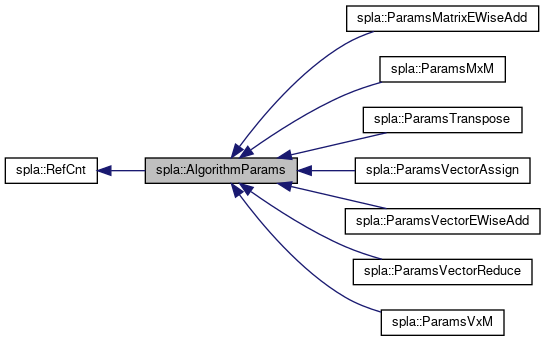 spla::ParamsMatrixEWiseAdd
spla::ParamsMxM
spla::ParamsTranspose
spla::RefCnt
spla::AlgorithmParams
spla::ParamsVectorAssign
spla::ParamsVectorEWiseAdd
spla::ParamsVectorReduce
spla::ParamsVxM